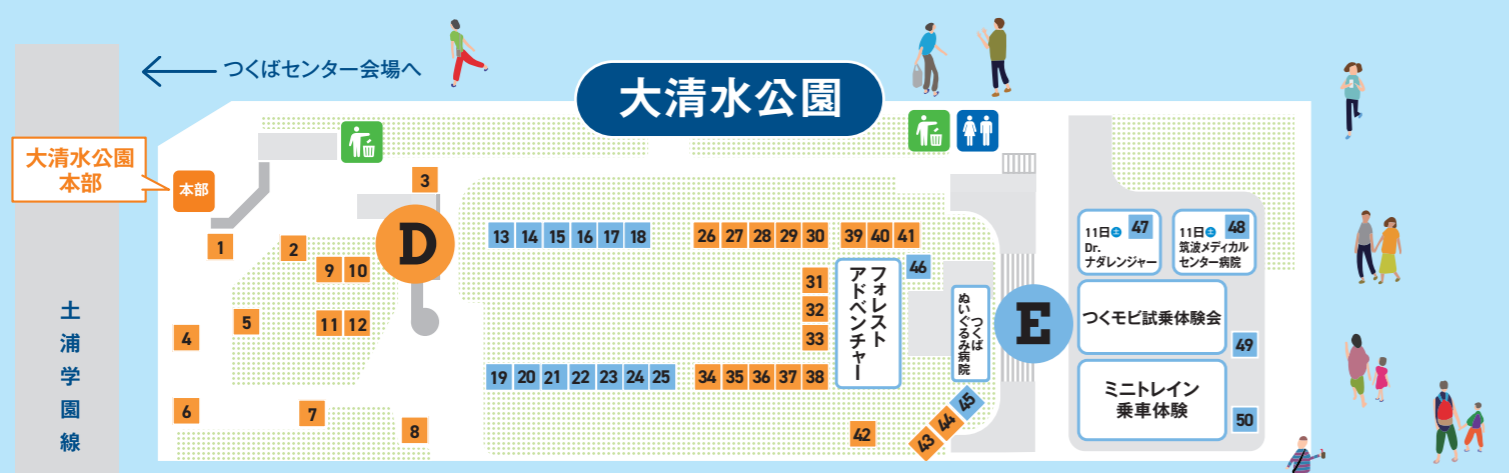 つくばセンター会場へ
大清水公園
大清水公園
本部
本部
土浦学園線
D
E
1
2
3
4
5
6
7
8
9 10
11 12
13 14 15 16 17 18
19 20 21 22 23 24 25
26 27 28 29 30
31
32
33
34 35 36 37 38
39 40 41
42
43 44 45
46
フォレスト
アドベンチャー
つくば
ぬいぐるみ病院
11日土 47
Dr.
ナダレンジャー
11日土 48
筑波メディカル
センター病院
つくモビ試乗体験会
49
ミニトレイン
乗車体験
50